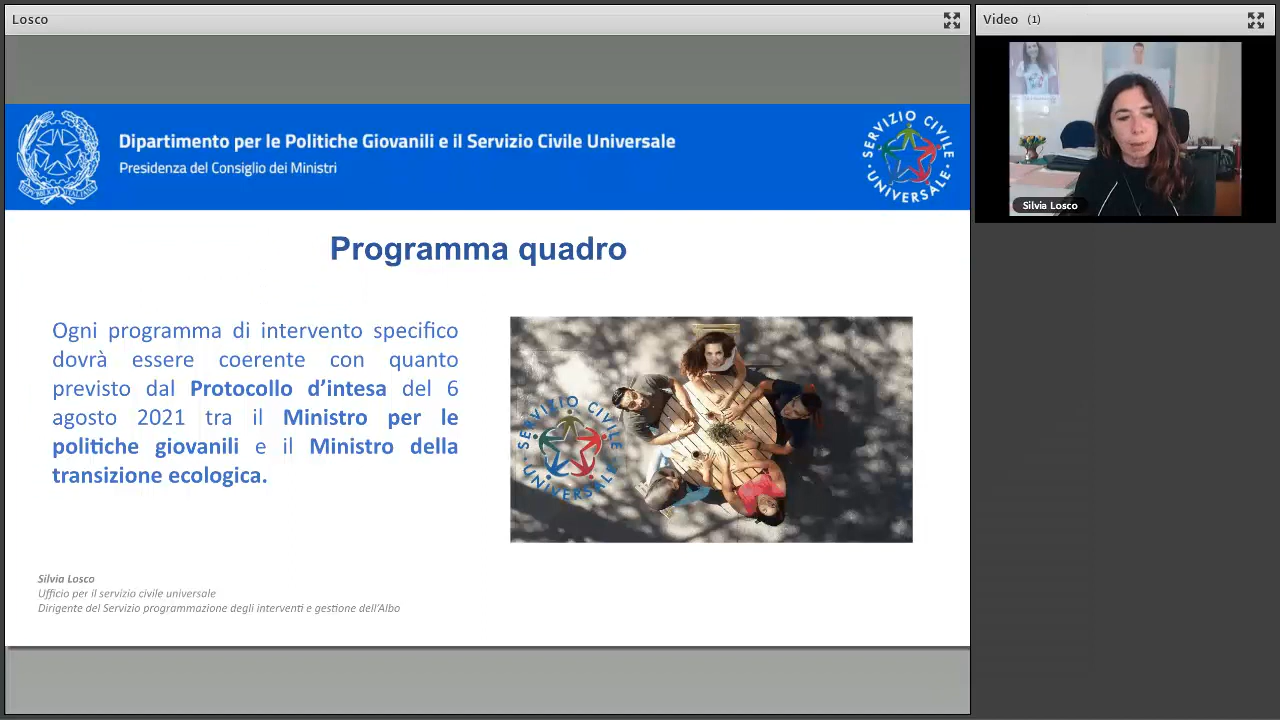 Losco
Video (1)
Dipartimento per le Politiche Giovanili e il Servizio Civile Universale
Presidenza del Consiglio dei Ministri
SERVIZIO CIVILE
UNIVERSALE
Silvia Losco
Programma quadro
Ogni programma di intervento specifico
dovrà essere coerente con quanto
previsto dal Protocollo d’intesa del 6
agosto 2021 tra il Ministro per le
politiche giovanili e il Ministro della
transizione ecologica.
SERVIZIO CIVILE
UNIVERSALE
Silvia Losco
Ufficio per il servizio civile universale
Dirigente del Servizio programmazione degli interventi e gestione dell’Albo